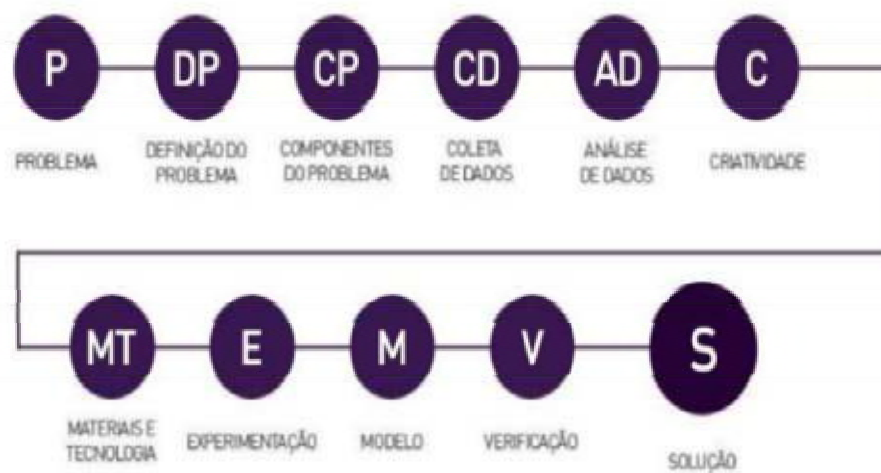 P
DP
CP
CD
AD
C
PROBLEMA
DEFINIÇÃO DO
PROBLEMA
COMPONENTES
DO PROBLEMA
COLETA
DE DADOS
ANÁLISE
DE DADOS
CRIATIVIDADE
MT
E
M
V
S
MATERIAIS E
TECNOLOGIA
EXPERIMENTAÇÃO
MODELO
VERIFICAÇÃO
SOLUÇÃO